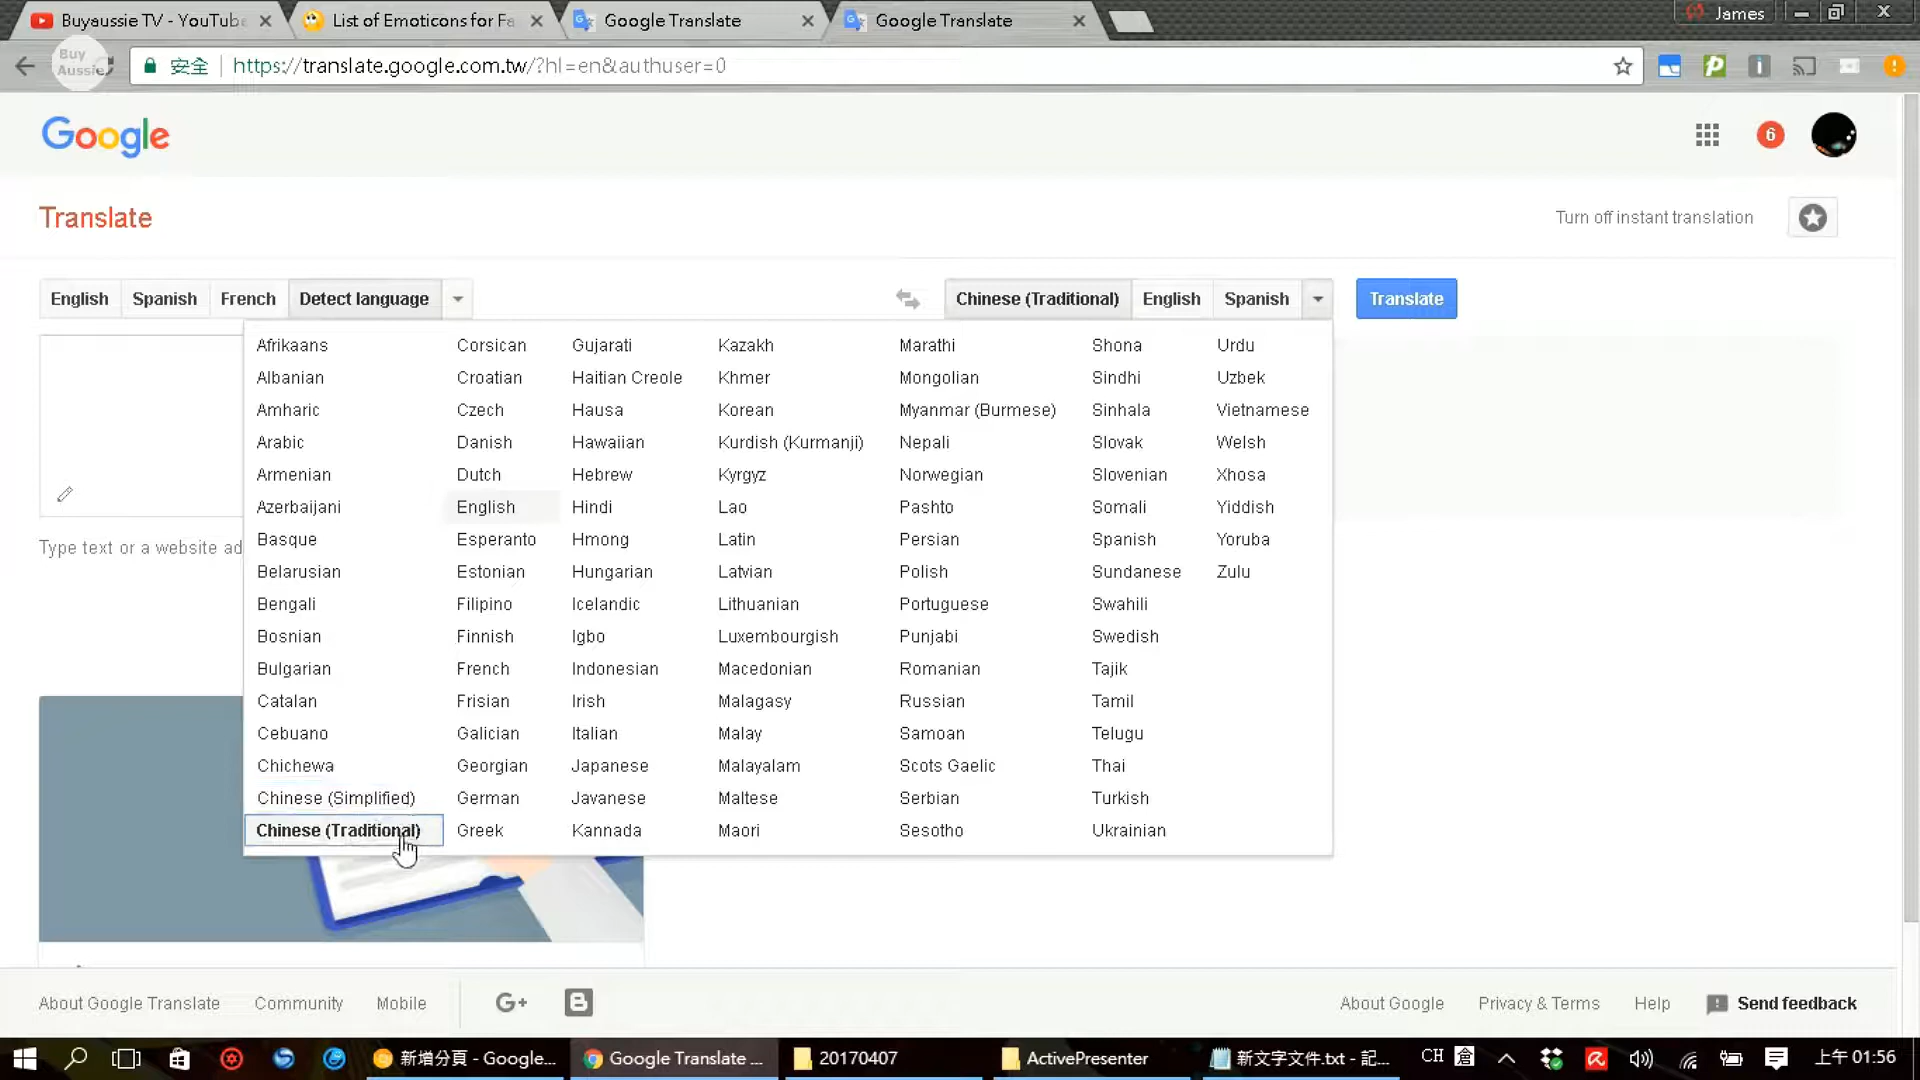 Buyaussie TV - YouTube
List of Emoticons for Fa
Google Translate
Google Translate
James
Buy
Aussie
安全
https://translate.google.com.tw/?hl=en&authuser=0
Google
6
Translate
Turn off instant translation
English Spanish French Detect language
Chinese (Traditional) English Spanish
Translate
Afrikaans Corsican Gujarati Kazakh Marathi Shona Urdu
Albanian Croatian Haitian Creole Khmer Mongolian Sindhi Uzbek
Amharic Czech Hausa Korean Myanmar (Burmese) Sinhala Vietnamese
Arabic Danish Hawaiian Kurdish (Kurmanji) Nepali Slovak Welsh
Armenian Dutch Hebrew Kyrgyz Norwegian Slovenian Xhosa
Azerbaijani English Hindi Lao Pashto Somali Yiddish
Basque Esperanto Hmong Latin Persian Spanish Yoruba
Belarusian Estonian Hungarian Latvian Polish Sundanese Zulu
Bengali Filipino Icelandic Lithuanian Portuguese Swahili
Bosnian Finnish Igbo Luxembourgish Punjabi Swedish
Bulgarian French Indonesian Macedonian Romanian Tajik
Catalan Frisian Irish Malagasy Russian Tamil
Cebuano Galician Italian Malay Samoan Telugu
Chichewa Georgian Japanese Malayalam Scots Gaelic Thai
Chinese (Simplified) German Javanese Maltese Serbian Turkish
Chinese (Traditional) Greek Kannada Maori Sesotho Ukrainian
Type text or a website ad
About Google Translate Community Mobile G+ B
About Google Privacy & Terms Help Send feedback
新增分頁 - Google...
Google Translate ...
20170407
ActivePresenter
新文字文件.txt - 記...
CH 倉
上午 01:56